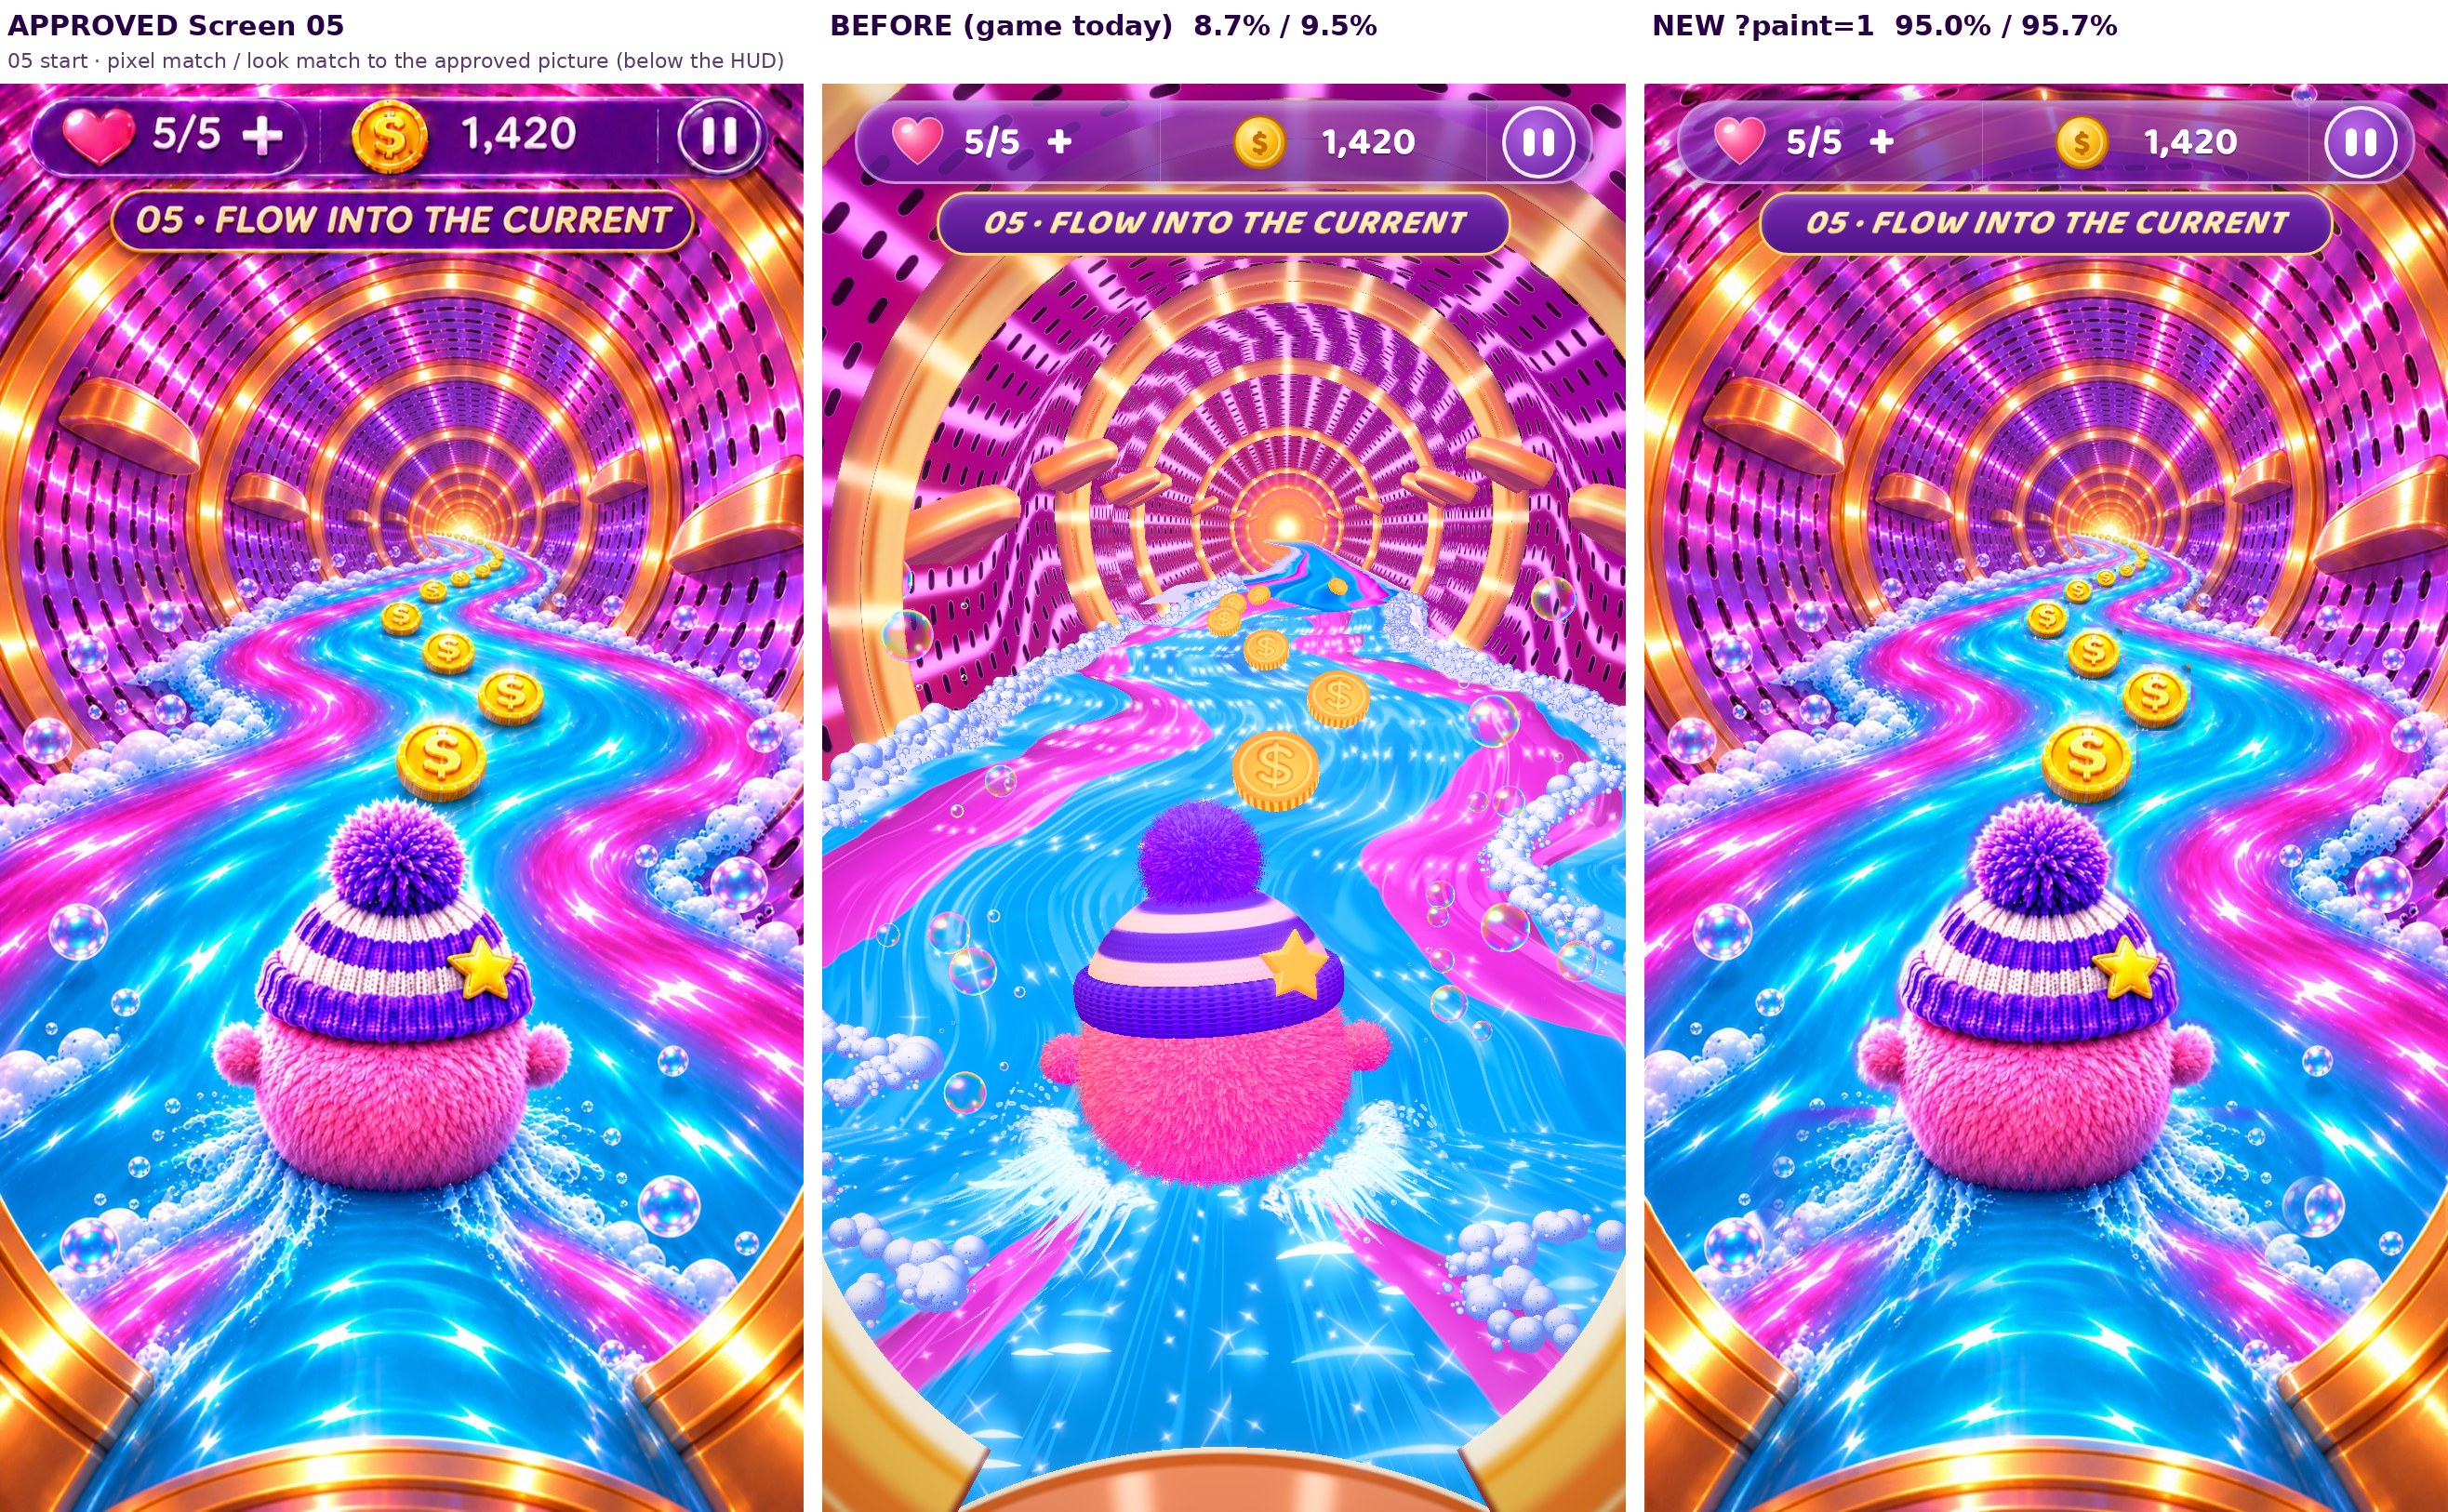 APPROVED Screen 05
05 start · pixel match / look match to the approved picture (below the HUD)
5/5 + $ 1,420
05 • FLOW INTO THE CURRENT
$
$
$
$
BEFORE (game today) 8.7% / 9.5%
5/5 + $ 1,420
05 · FLOW INTO THE CURRENT
$
$
$
NEW ?paint=1 95.0% / 95.7%
5/5 + $ 1,420
05 · FLOW INTO THE CURRENT
$
$
$
$